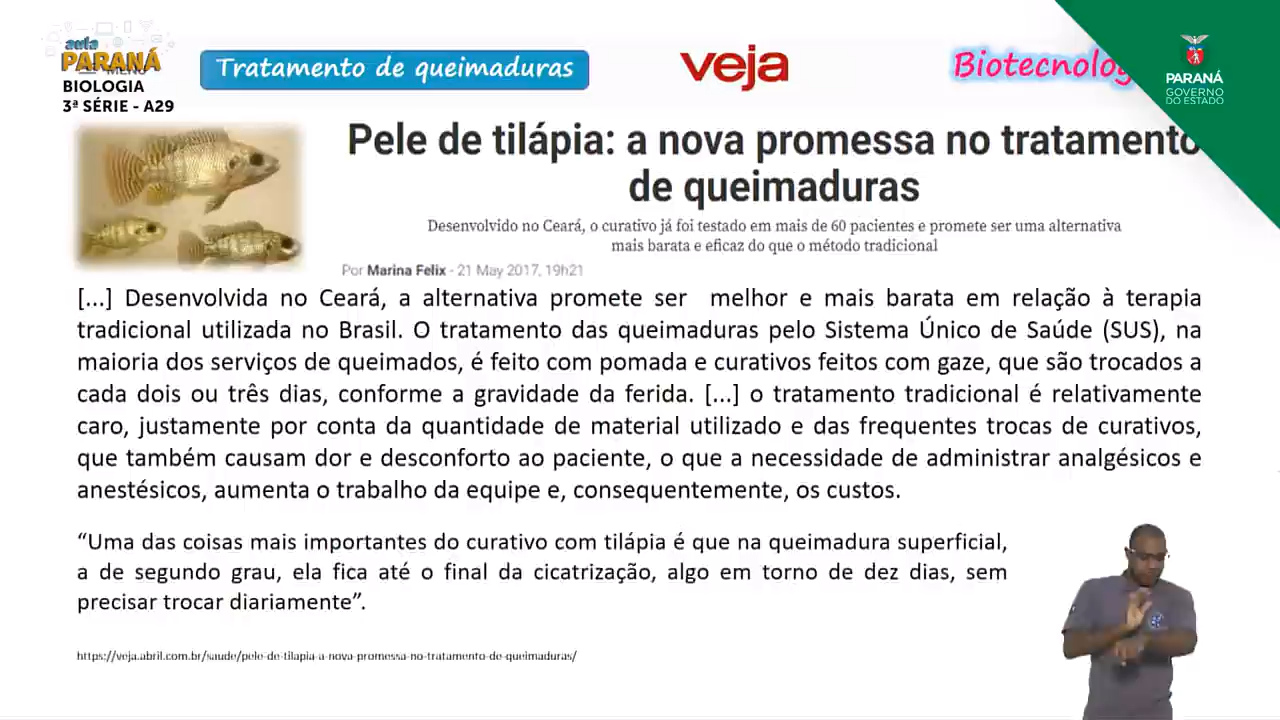 aula
PARANÁ
MENU
BIOLOGIA
3ª SÉRIE - A29
Tratamento de queimaduras
veja
Biotecnolog
PARANÁ
GOVERNO
DO ESTADO
Pele de tilápia: a nova promessa no tratamento
de queimaduras
Desenvolvido no Ceará, o curativo já foi testado em mais de 60 pacientes e promete ser uma alternativa
mais barata e eficaz do que o método tradicional
Por Marina Felix - 21 May 2017, 19h21
[...] Desenvolvida no Ceará, a alternativa promete ser melhor e mais barata em relação à terapia
tradicional utilizada no Brasil. O tratamento das queimaduras pelo Sistema Único de Saúde (SUS), na
maioria dos serviços de queimados, é feito com pomada e curativos feitos com gaze, que são trocados a
cada dois ou três dias, conforme a gravidade da ferida. [...] o tratamento tradicional é relativamente
caro, justamente por conta da quantidade de material utilizado e das frequentes trocas de curativos,
que também causam dor e desconforto ao paciente, o que a necessidade de administrar analgésicos e
anestésicos, aumenta o trabalho da equipe e, consequentemente, os custos.
“Uma das coisas mais importantes do curativo com tilápia é que na queimadura superficial,
a de segundo grau, ela fica até o final da cicatrização, algo em torno de dez dias, sem
precisar trocar diariamente”.
https://veja.abril.com.br/saude/pele-de-tilapia-a-nova-promessa-no-tratamento-de-queimaduras/